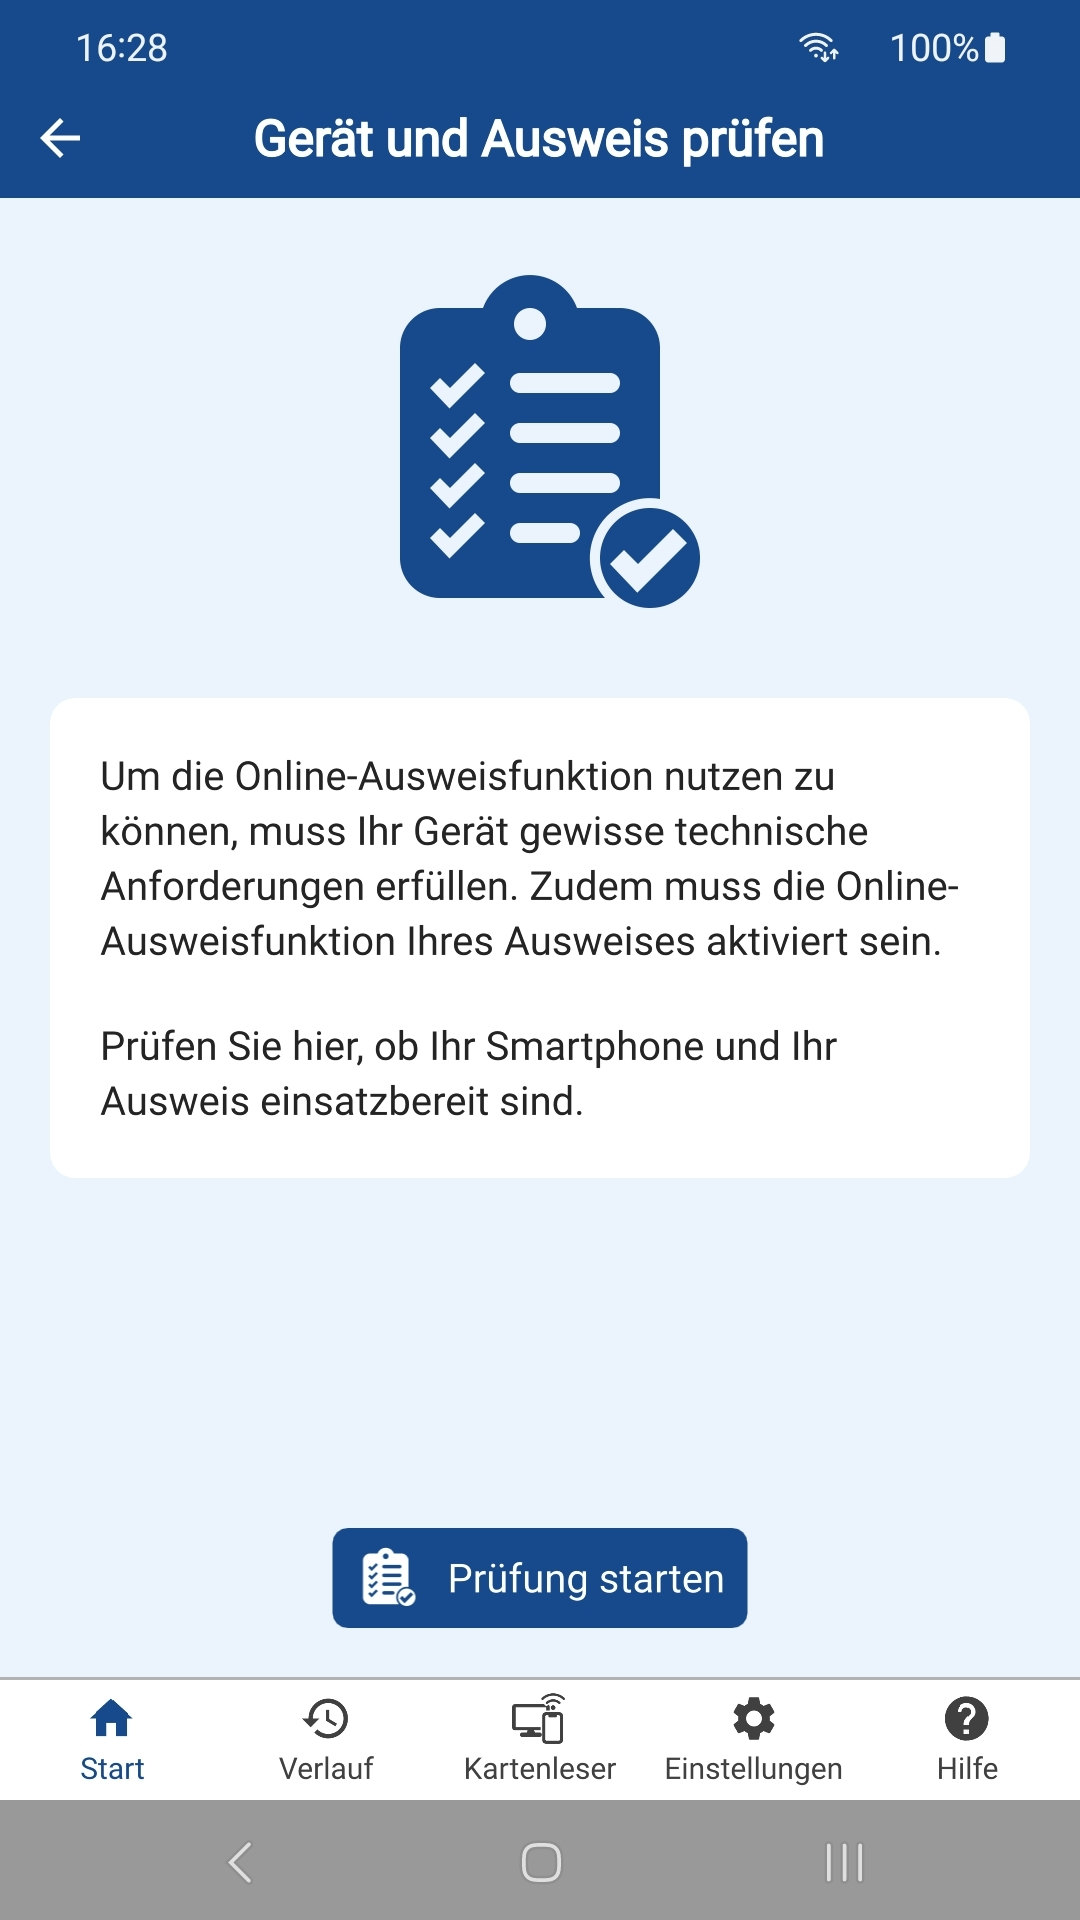 16:28
100%
Gerät und Ausweis prüfen
Um die Online-Ausweisfunktion nutzen zu
können, muss Ihr Gerät gewisse technische
Anforderungen erfüllen. Zudem muss die Online-
Ausweisfunktion Ihres Ausweises aktiviert sein.
Prüfen Sie hier, ob Ihr Smartphone und Ihr
Ausweis einsatzbereit sind.
Prüfung starten
Start
Verlauf
Kartenleser
Einstellungen
Hilfe